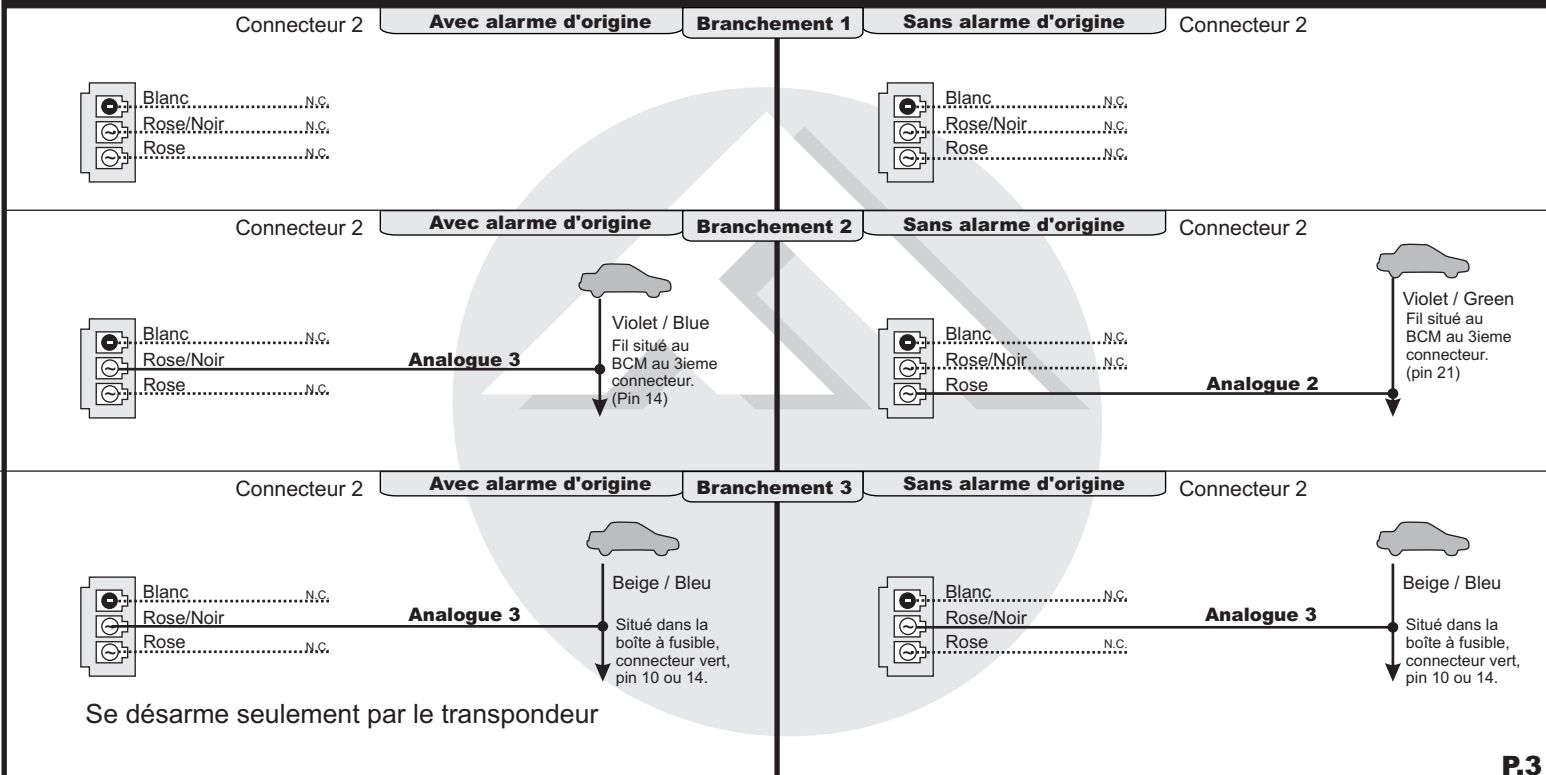 Connecteur 2 Avec alarme d'origine Branchement 1 Sans alarme d'origine Connecteur 2
Blanc N.C.
Rose/Noir N.C.
Rose N.C.
Blanc N.C.
Rose/Noir N.C.
Rose N.C.
Connecteur 2 Avec alarme d'origine Branchement 2 Sans alarme d'origine Connecteur 2
Blanc N.C.
Rose/Noir Analogue 3
Rose N.C.
Violet / Blue
Fil situé au
BCM au 3ieme
connecteur.
(Pin 14)
Blanc N.C.
Rose/Noir N.C.
Rose Analogue 2
Violet / Green
Fil situé au
BCM au 3ieme
connecteur.
(pin 21)
Connecteur 2 Avec alarme d'origine Branchement 3 Sans alarme d'origine Connecteur 2
Blanc N.C.
Rose/Noir Analogue 3
Rose N.C.
Beige / Bleu
Situé dans la
boîte à fusible,
connecteur vert,
pin 10 ou 14.
Blanc N.C.
Rose/Noir Analogue 3
Rose N.C.
Beige / Bleu
Situé dans la
boîte à fusible,
connecteur vert,
pin 10 ou 14.
Se désarme seulement par le transpondeur
P.3